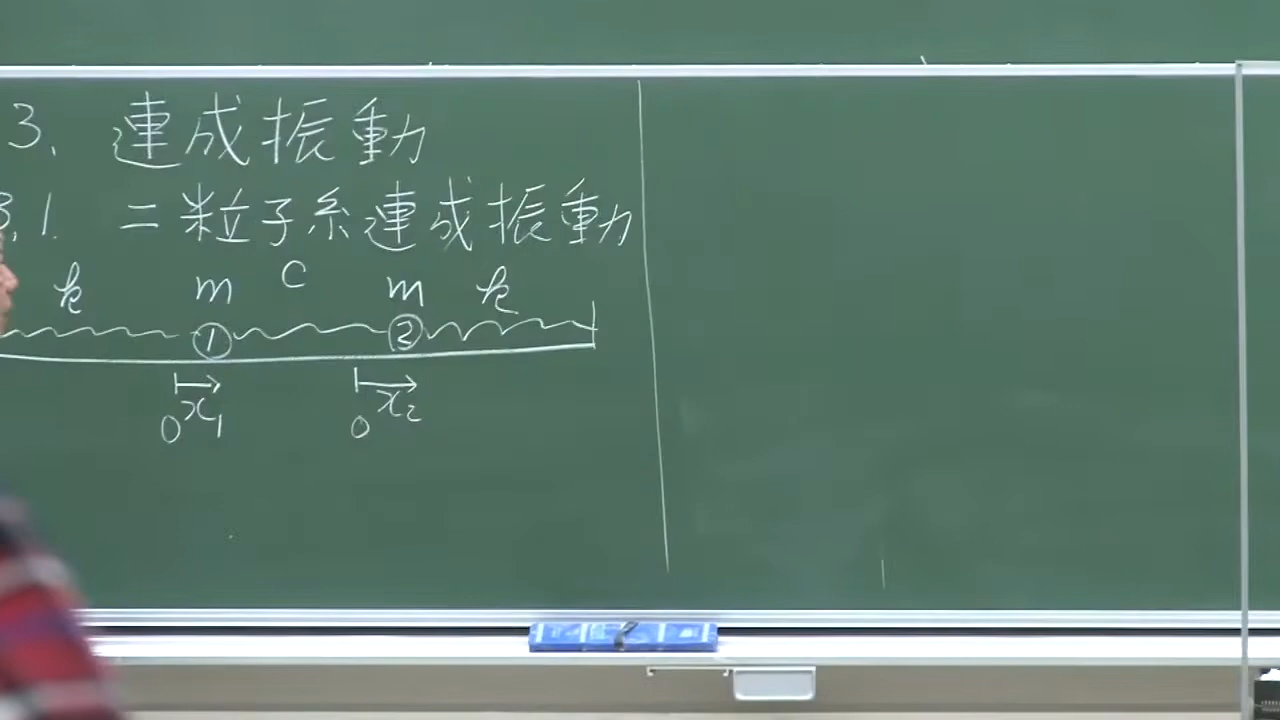 3. 連成振動
3.1. 二粒子系連成振動
k m C m k
① ②
0 x₁ 0 x₂